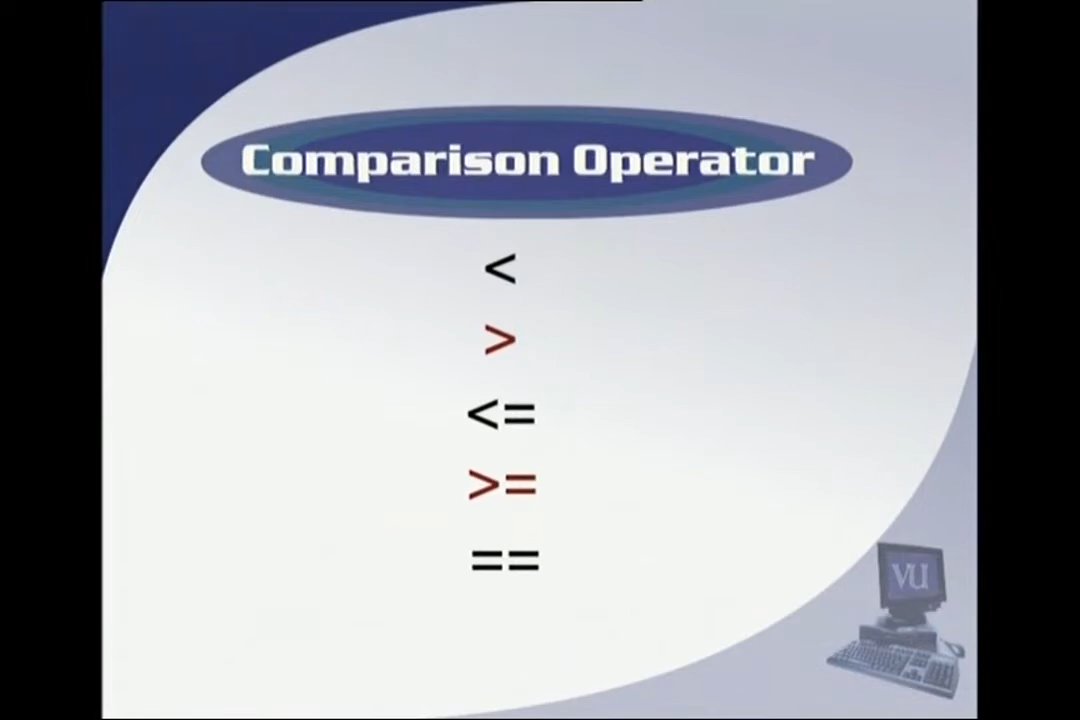 Comparison Operator
<
>
<=
>=
==
VU